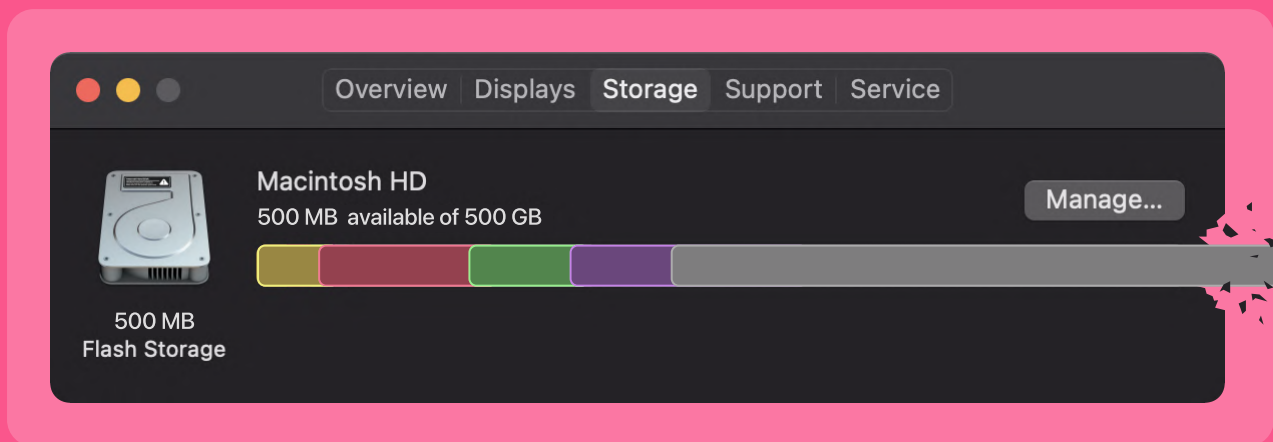 Overview Displays Storage Support Service
Macintosh HD
500 MB available of 500 GB
Manage...
500 MB
Flash Storage